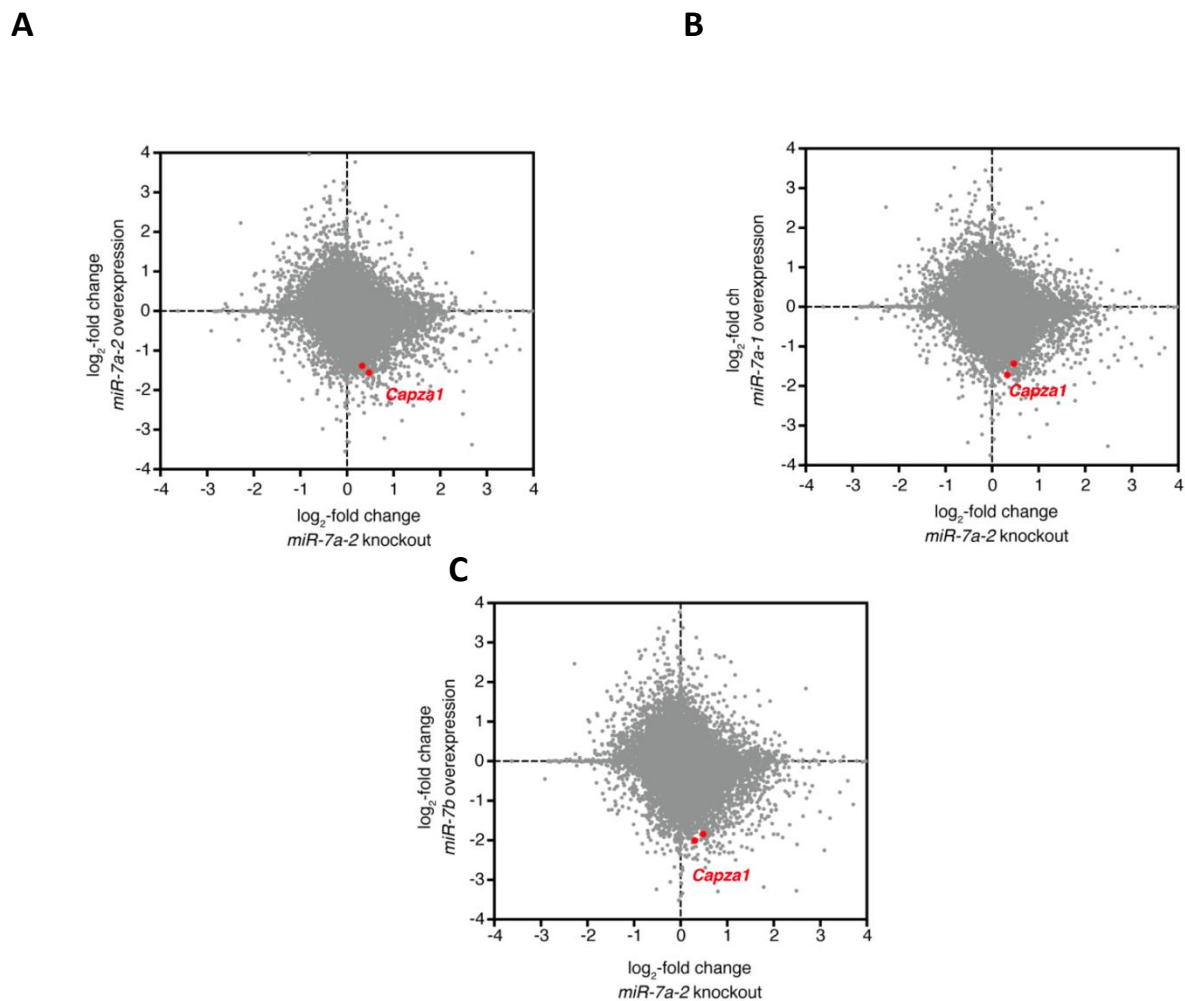 A
B
4
3
2
1
0
-1
-2
-3
-4
-4 -3 -2 -1 0 1 2 3 4
log2-fold change
miR-7a-2 overexpression
Capza1
log2-fold change
miR-7a-2 knockout
4
3
2
1
0
-1
-2
-3
-4
-4 -3 -2 -1 0 1 2 3 4
log2-fold ch
miR-7a-1 overexpression
Capza1
log2-fold change
miR-7a-2 knockout
C
4
3
2
1
0
-1
-2
-3
-4
-4 -3 -2 -1 0 1 2 3 4
log2-fold change
miR-7b overexpression
Capza1
log2-fold change
miR-7a-2 knockout